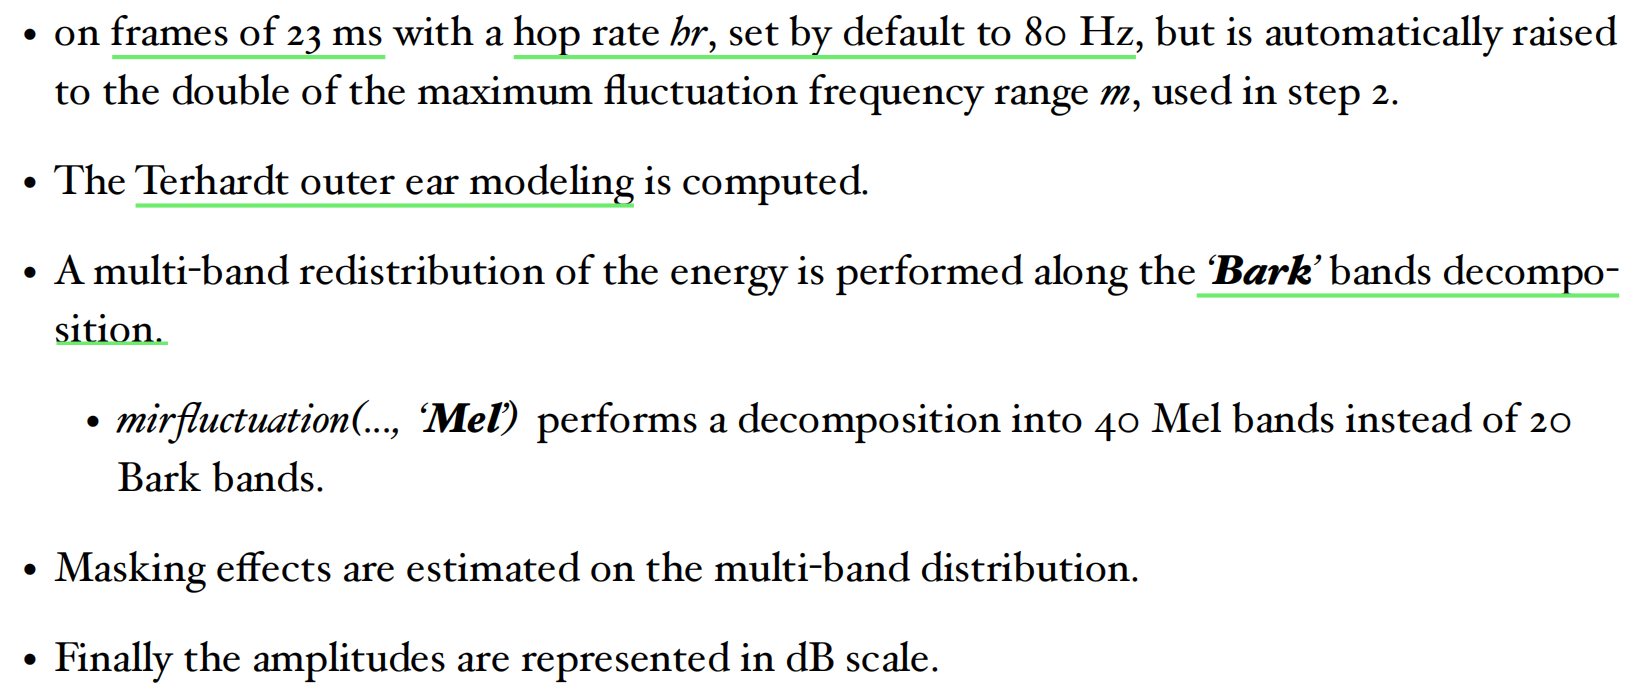 • on frames of 23 ms with a hop rate hr, set by default to 80 Hz, but is automatically raised
to the double of the maximum fluctuation frequency range m, used in step 2.
• The Terhardt outer ear modeling is computed.
• A multi-band redistribution of the energy is performed along the ‘Bark’ bands decompo-
sition.
• mirfluctuation(..., ‘Mel’) performs a decomposition into 40 Mel bands instead of 20
Bark bands.
• Masking effects are estimated on the multi-band distribution.
• Finally the amplitudes are represented in dB scale.